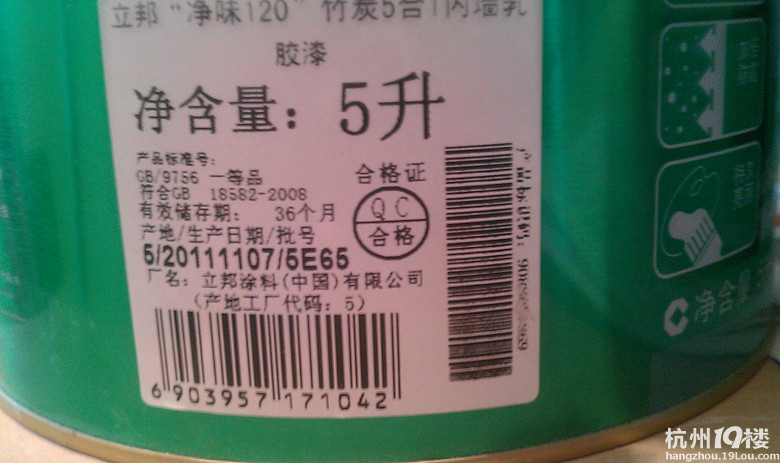 立邦“净味120”竹炭5合1内墙乳
胶漆
净含量：5升
产品标准号：
GB/9756 一等品
符合GB 18582-2008
有效储存期： 36个月
产地/生产日期/批号
5/20111107/5E65
厂名：立邦涂料(中国)有限公司
(产地工厂代码：5)
6 903957 171042
合格证
QC
合格
产品标识码：
净含量
杭州19楼
hangzhou.19Lou.com